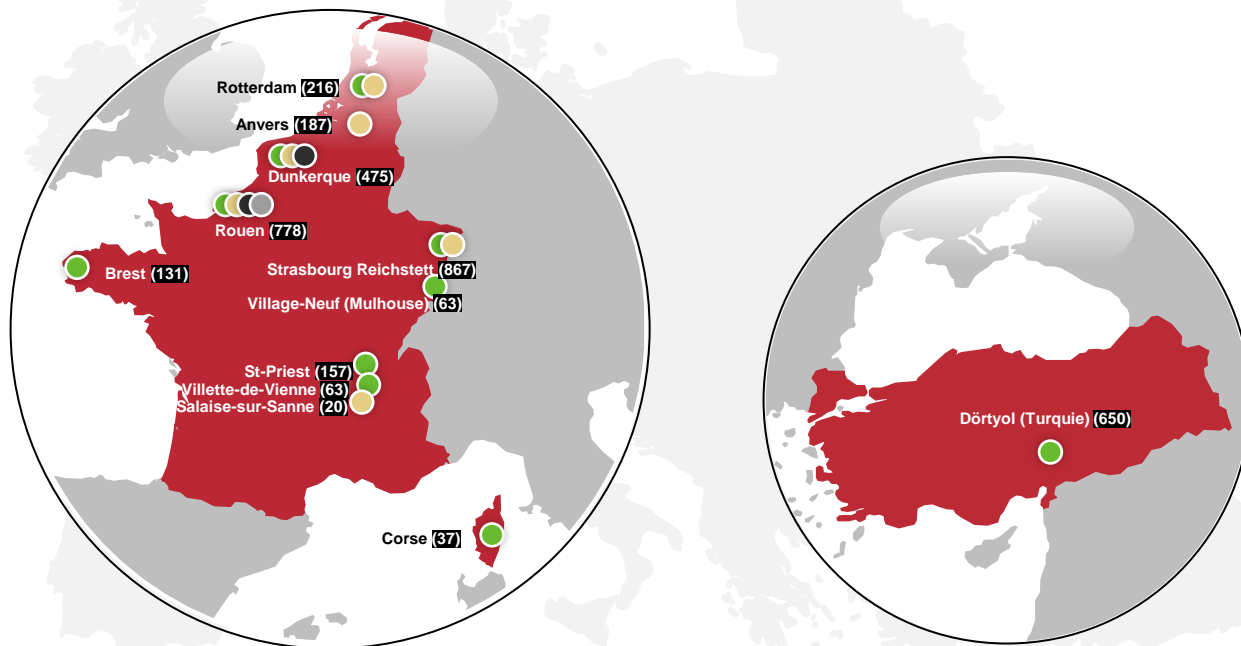 Rotterdam (216)
Anvers (187)
Dunkerque (475)
Rouen (778)
Brest (131)
Strasbourg Reichstett (867)
Village-Neuf (Mulhouse) (63)
St-Priest (157)
Villette-de-Vienne (63)
Salaise-sur-Sanne (20)
Corse (37)
Dörtyol (Turquie) (650)